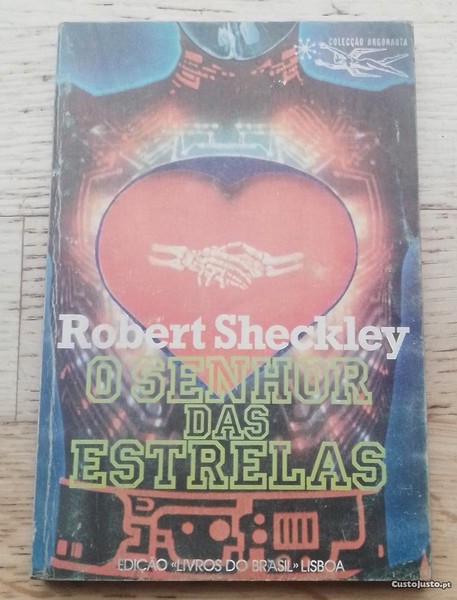 COLECÇÃO ARGONAUTA
Robert Sheckley
O SENHOR
DAS
ESTRELAS
EDIÇÃO «LIVROS DO BRASIL» LISBOA
CustoJusto.pt